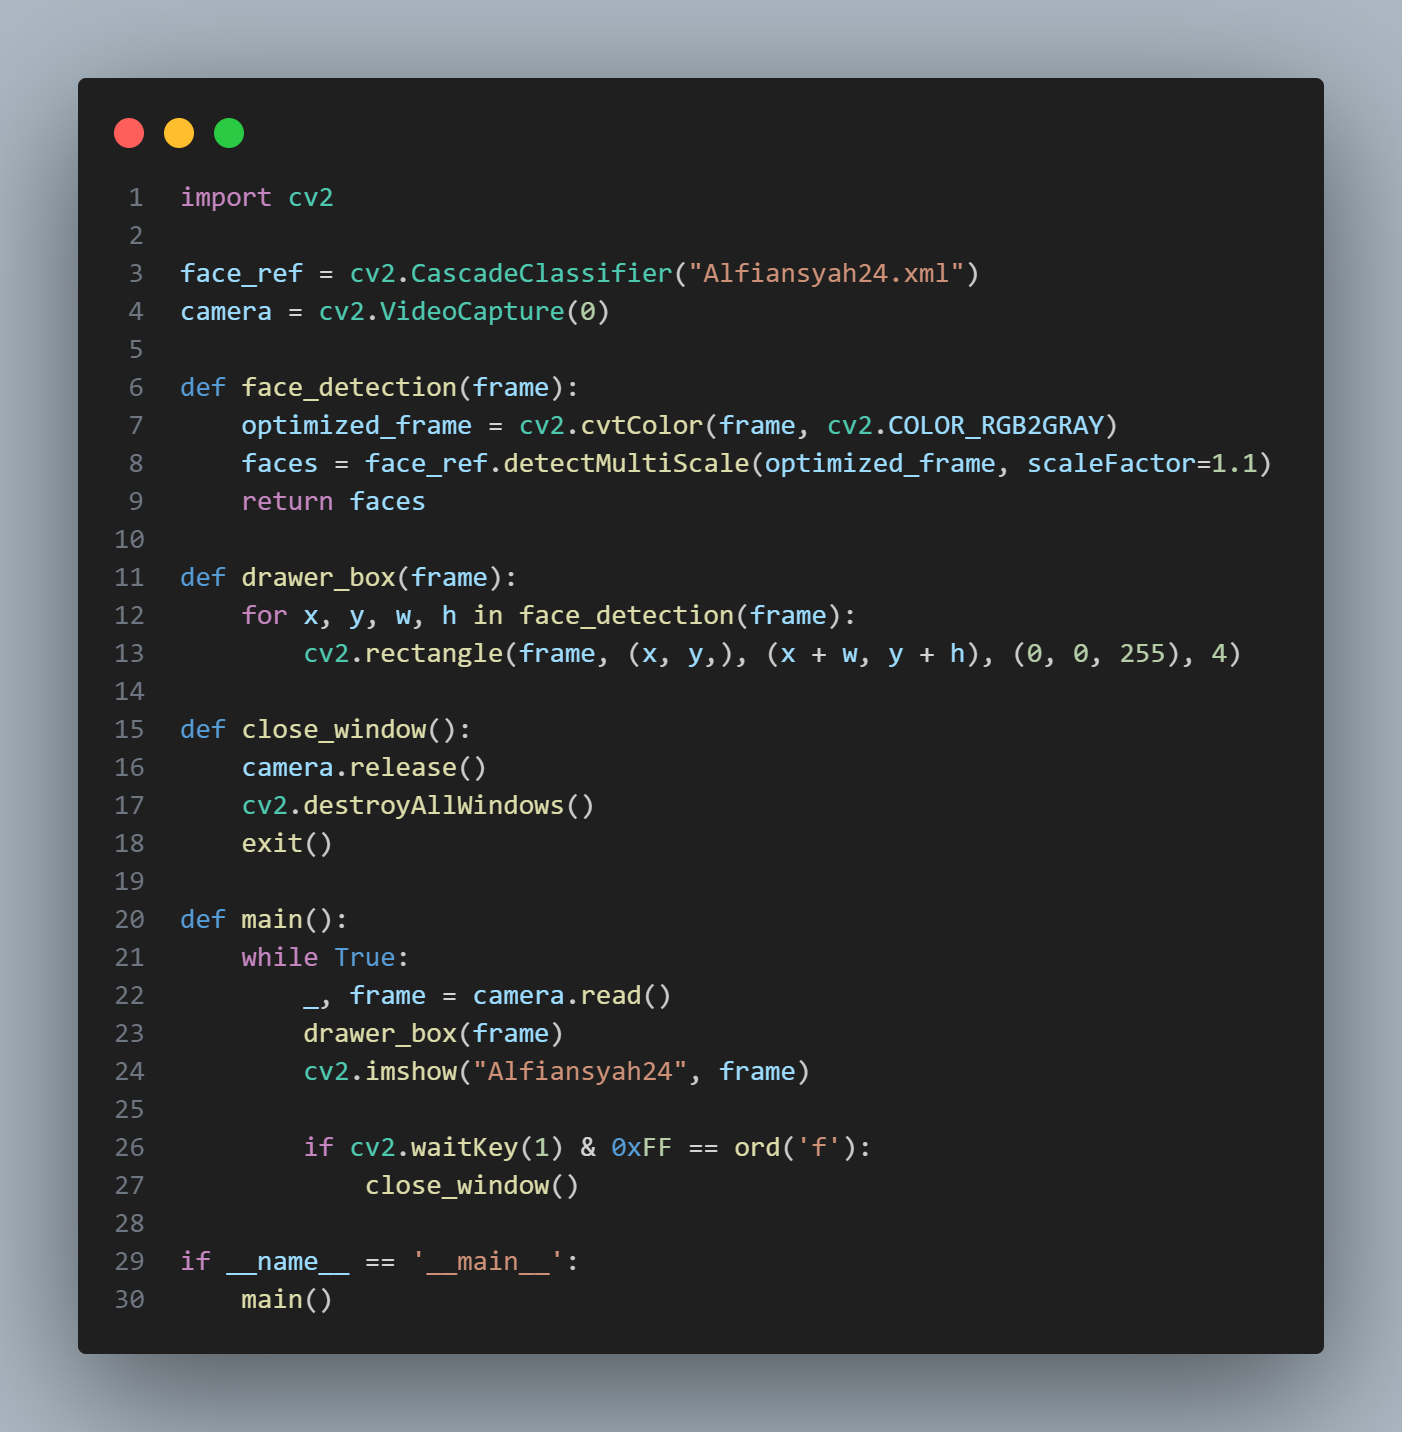 1 import cv2
2
3 face_ref = cv2.CascadeClassifier("Alfiansyah24.xml")
4 camera = cv2.VideoCapture(0)
5
6 def face_detection(frame):
7     optimized_frame = cv2.cvtColor(frame, cv2.COLOR_RGB2GRAY)
8     faces = face_ref.detectMultiScale(optimized_frame, scaleFactor=1.1)
9     return faces
10
11 def drawer_box(frame):
12     for x, y, w, h in face_detection(frame):
13         cv2.rectangle(frame, (x, y,), (x + w, y + h), (0, 0, 255), 4)
14
15 def close_window():
16     camera.release()
17     cv2.destroyAllWindows()
18     exit()
19
20 def main():
21     while True:
22         _, frame = camera.read()
23         drawer_box(frame)
24         cv2.imshow("Alfiansyah24", frame)
25
26         if cv2.waitKey(1) & 0xFF == ord('f'):
27             close_window()
28
29 if __name__ == '__main__':
30     main()